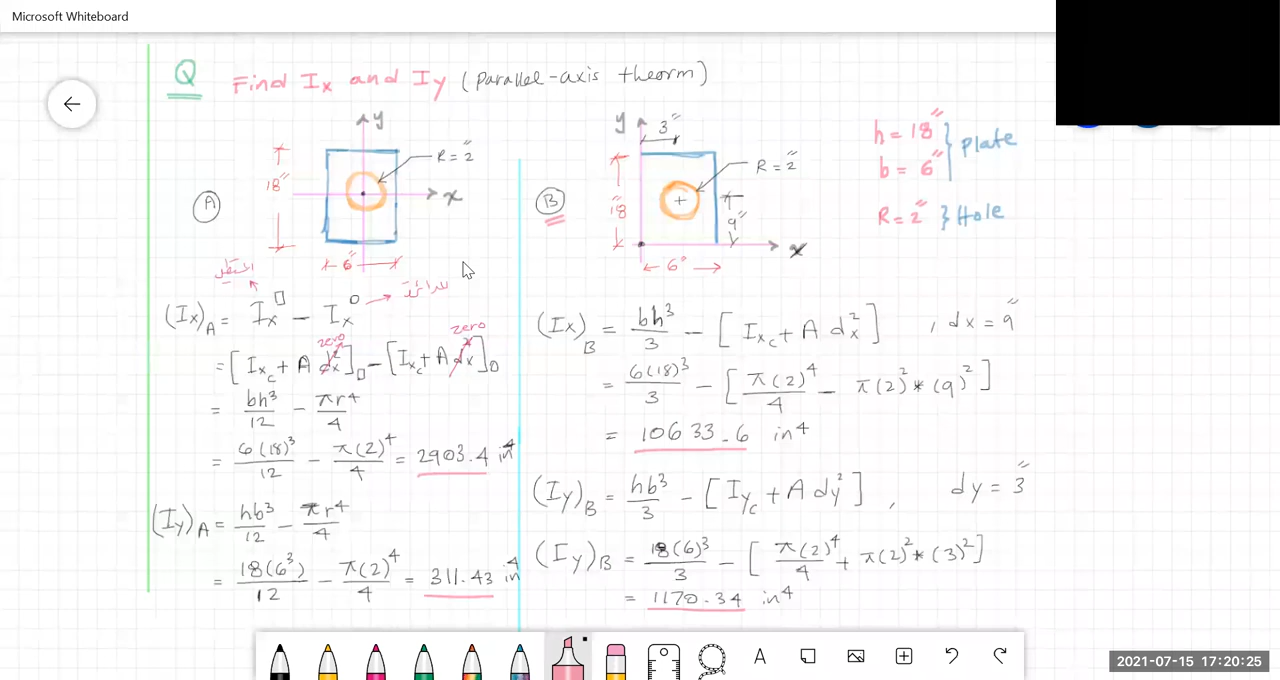 Microsoft Whiteboard
Q Find Ix and Iy (parallel-axis theorm)
A
y
x
R = 2"
18"
6"
(Ix)A = Ix□ - Ix○
= [Ixc + A dx²]□ - [Ixc + A dx]○
zero
zero
= bh³/12 - πr⁴/4
= 6(18)³/12 - π(2)⁴/4 = 2903.4 in⁴
(Iy)A = hb³/12 - πr⁴/4
= 18(6³)/12 - π(2)⁴/4 = 311.43 in⁴
B
y
3"
R = 2"
18
9"
6"
x
h = 18"
b = 6" } plate
R = 2" } Hole
(Ix)B = bh³/3 - [Ixc + A dx²] , dx = 9"
= 6(18)³/3 - [π(2)⁴/4 - π(2)² * (9)²]
= 10633.6 in⁴
(Iy)B = hb³/3 - [Iyc + A dy²] , dy = 3"
(Iy)B = 18(6)³/3 - [π(2)⁴/4 + π(2)² * (3)²]
= 1170.34 in⁴
A
2021-07-15 17:20:25